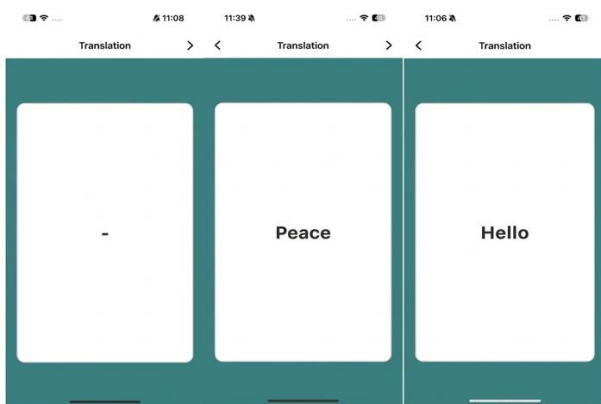 11:08
Translation >
-
11:39
< Translation >
Peace
11:06
< Translation
Hello